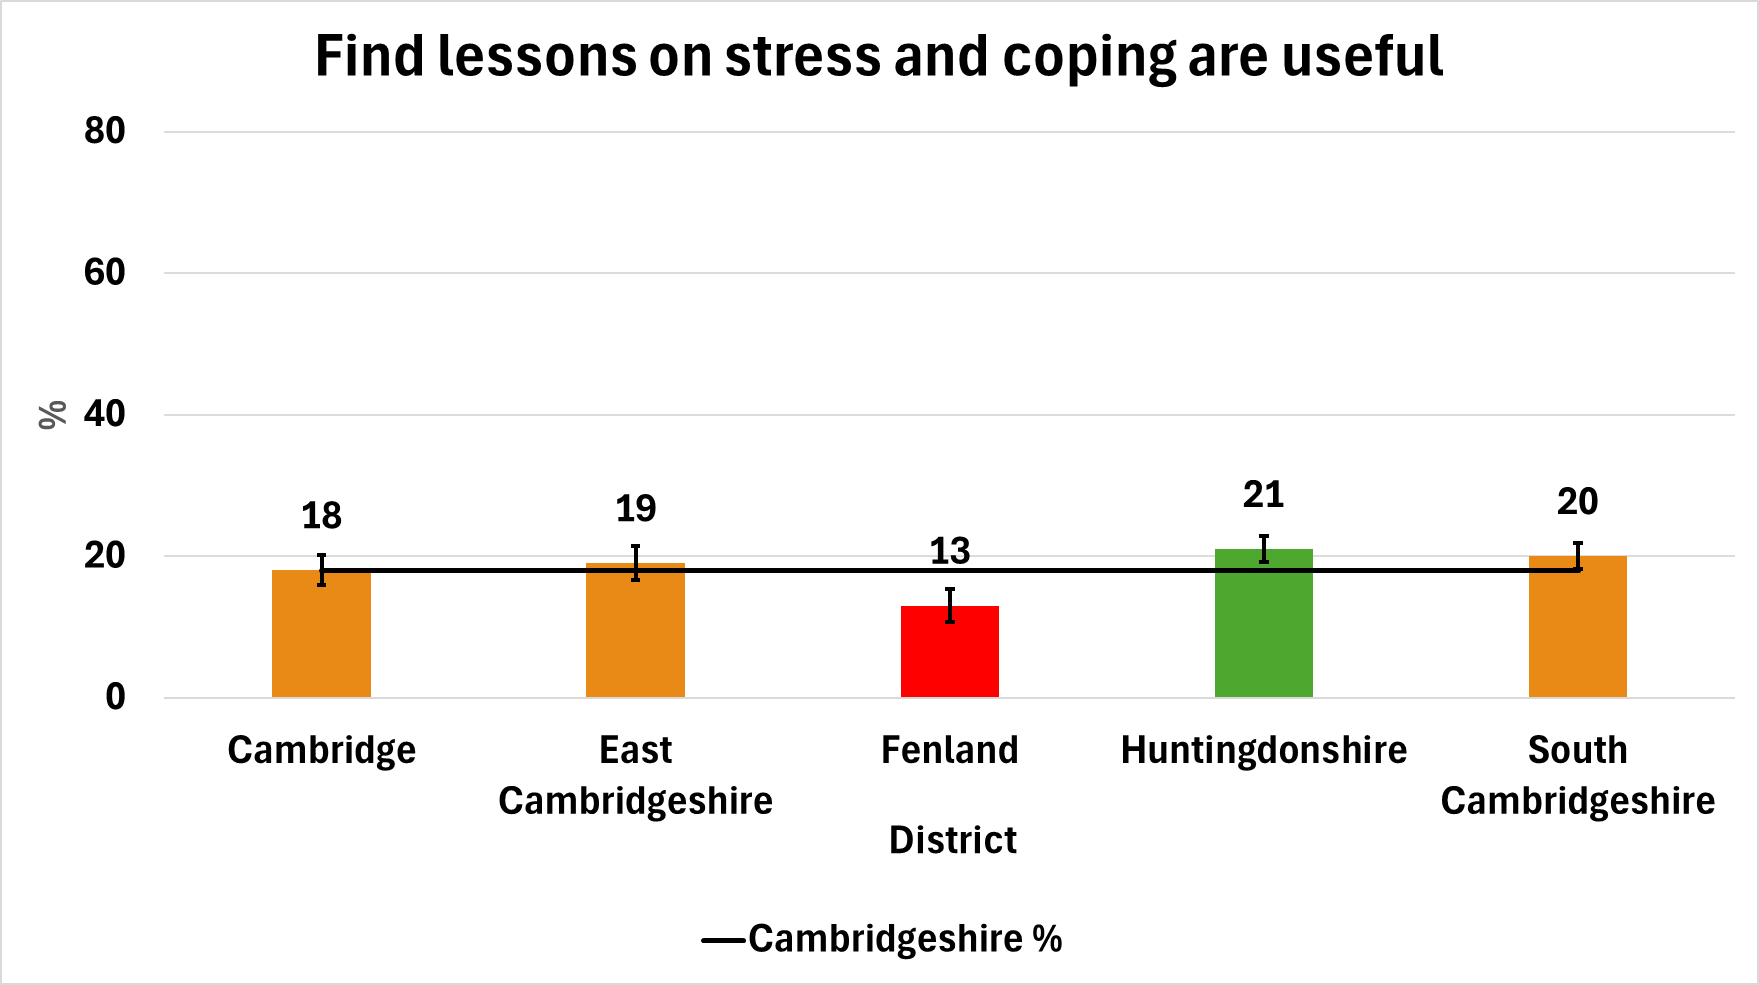 Find lessons on stress and coping are useful
80
60
%
40
20
0
18
19
13
21
20
Cambridge
East
Cambridgeshire
Fenland
Huntingdonshire
South
Cambridgeshire
District
Cambridgeshire %